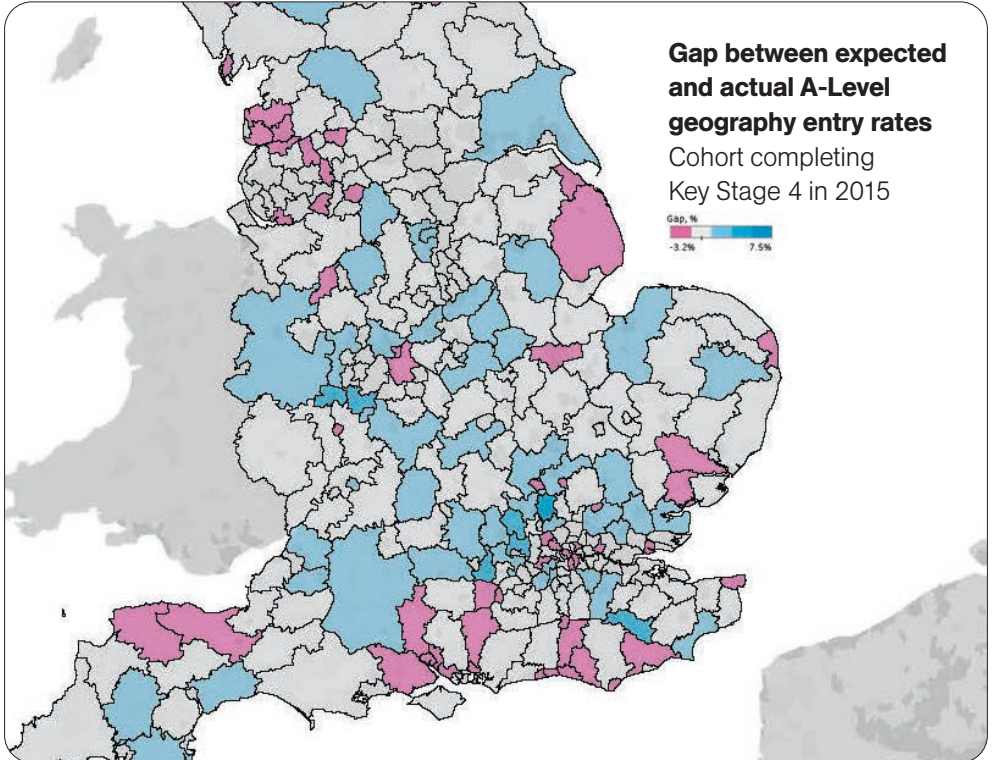 Gap between expected
and actual A-Level
geography entry rates
Cohort completing
Key Stage 4 in 2015
Gap, %
-3.2% 7.5%